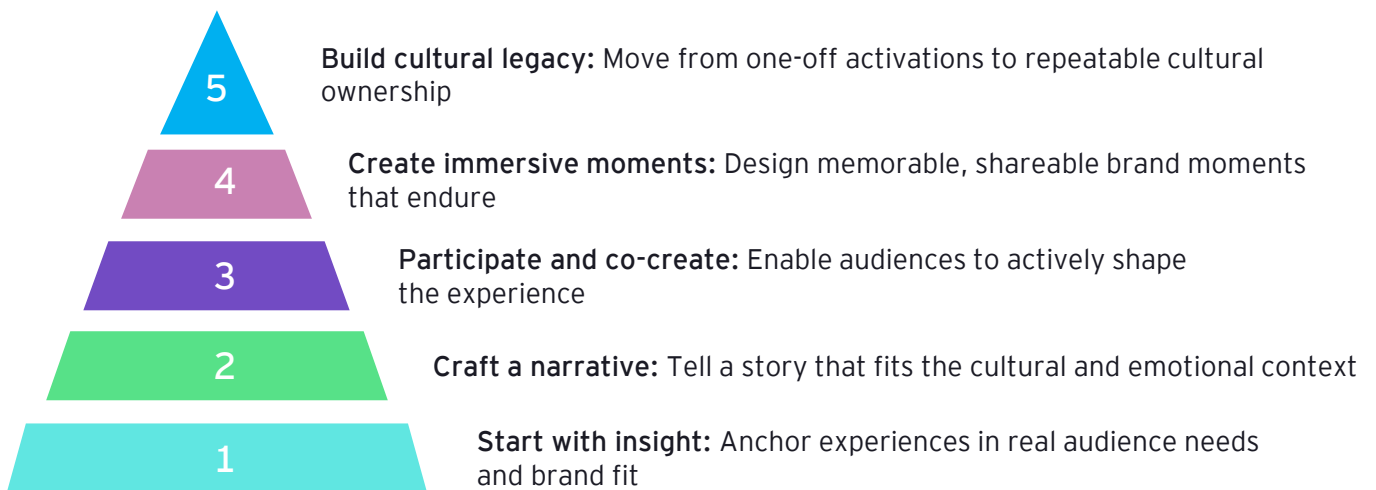 5
Build cultural legacy: Move from one-off activations to repeatable cultural
ownership
4
Create immersive moments: Design memorable, shareable brand moments
that endure
3
Participate and co-create: Enable audiences to actively shape
the experience
2
Craft a narrative: Tell a story that fits the cultural and emotional context
1
Start with insight: Anchor experiences in real audience needs
and brand fit